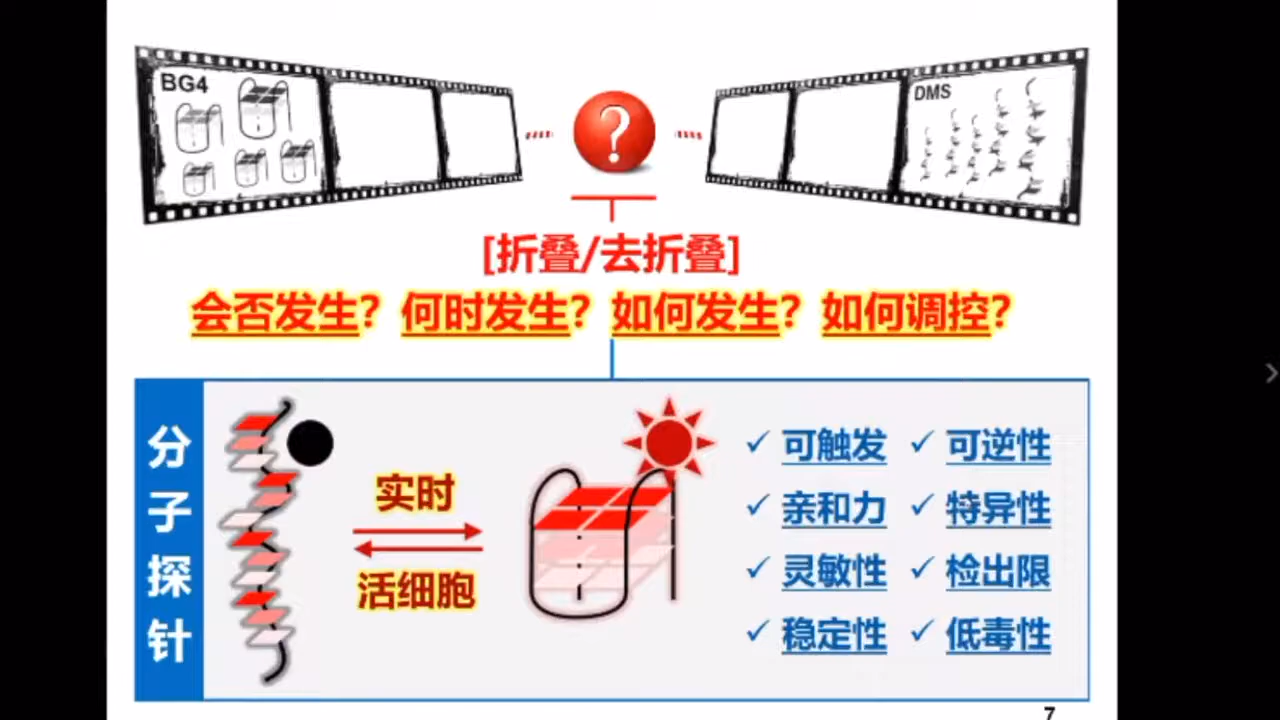 BG4
DMS
?
[折叠/去折叠]
会否发生? 何时发生? 如何发生? 如何调控?
分子探针
实时
活细胞
✓ 可触发 ✓ 可逆性
✓ 亲和力 ✓ 特异性
✓ 灵敏性 ✓ 检出限
✓ 稳定性 ✓ 低毒性
7